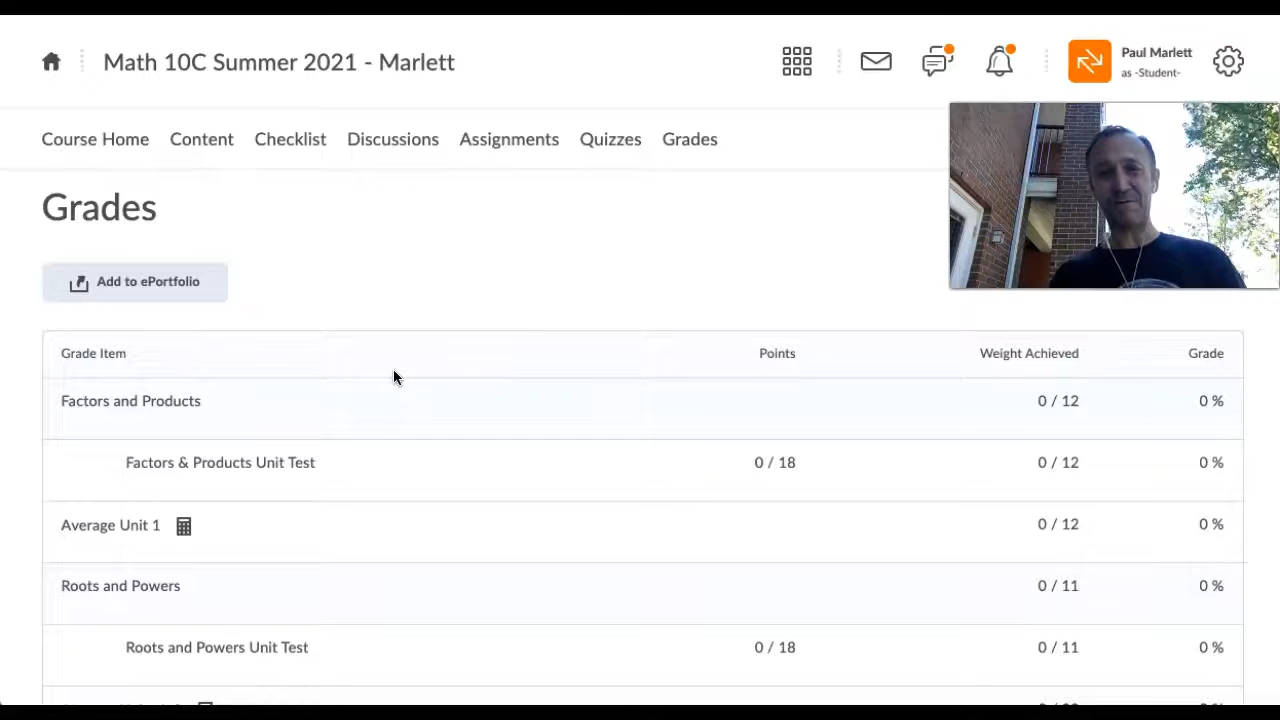 Math 10C Summer 2021 - Marlett
Paul Marlett
as -Student-
Course Home Content Checklist Discussions Assignments Quizzes Grades
Grades
Add to ePortfolio
Grade Item Points Weight Achieved Grade
Factors and Products 0 / 12 0 %
Factors & Products Unit Test 0 / 18 0 / 12 0 %
Average Unit 1 0 / 12 0 %
Roots and Powers 0 / 11 0 %
Roots and Powers Unit Test 0 / 18 0 / 11 0 %